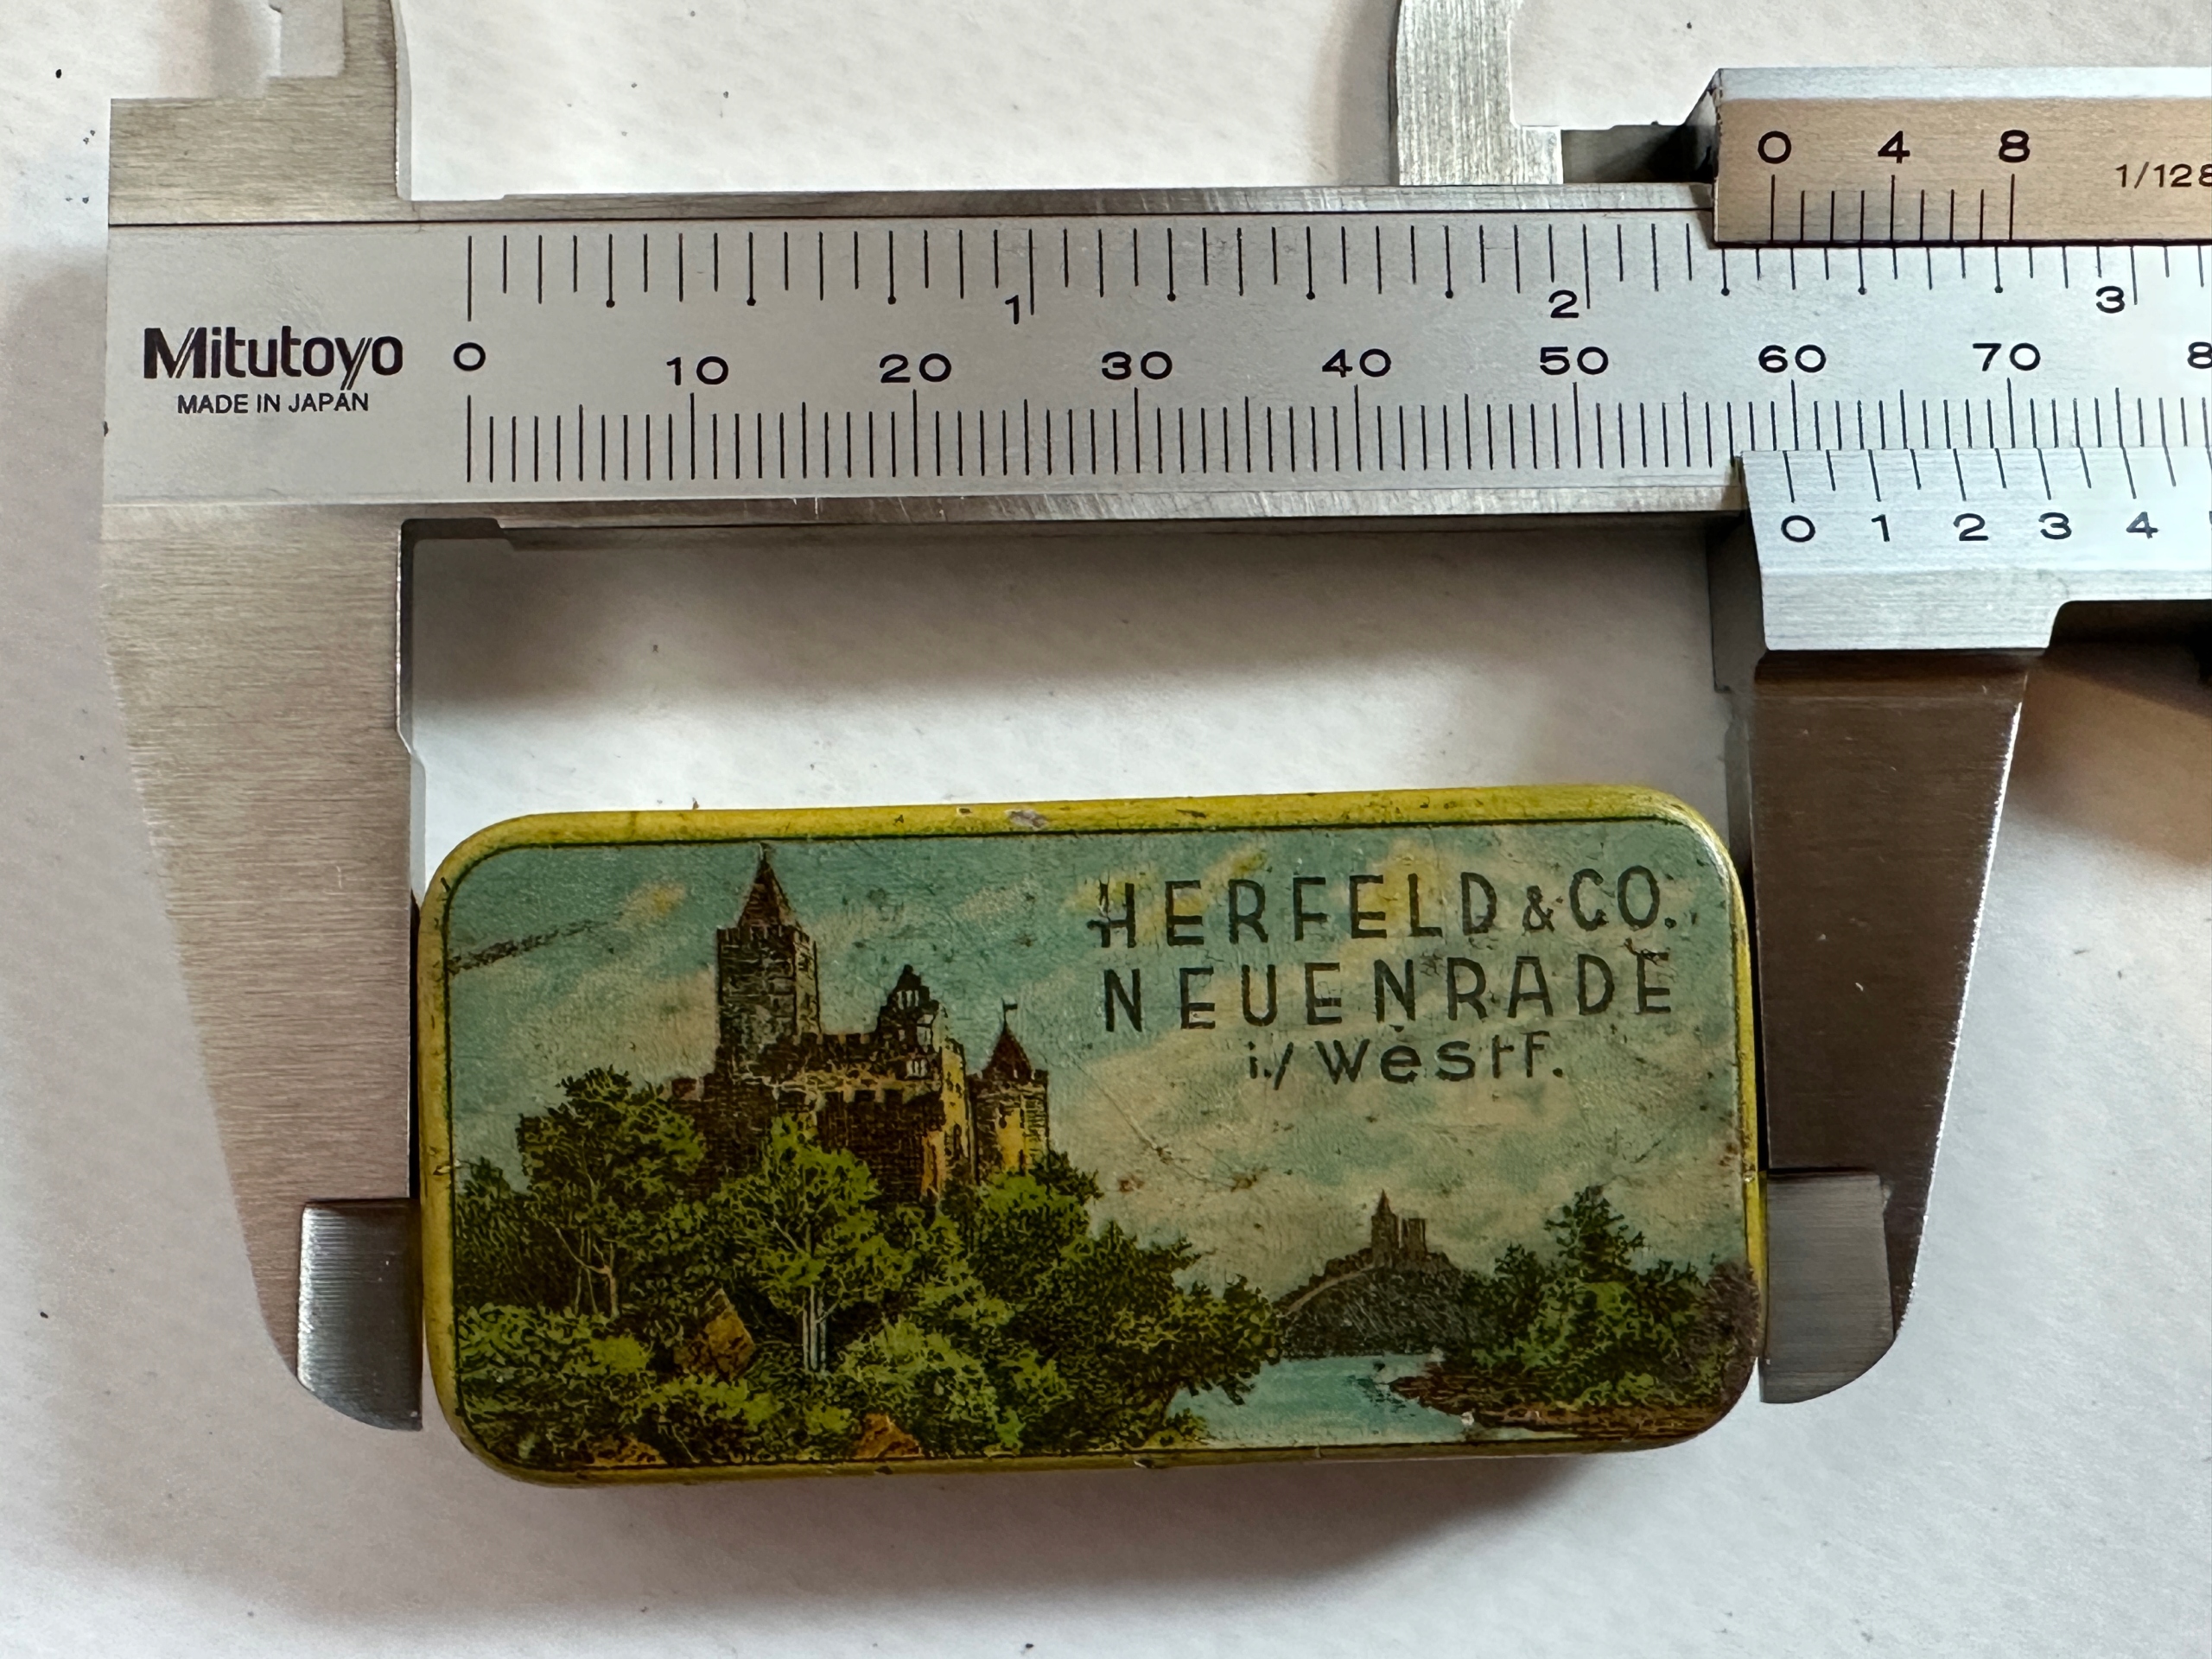 0 4 8
1/128
1 2 3
Mitutoyo
MADE IN JAPAN
0 10 20 30 40 50 60 70 8
0 1 2 3 4
HERFELD & CO.
NEUENRADE
i./ Westf.